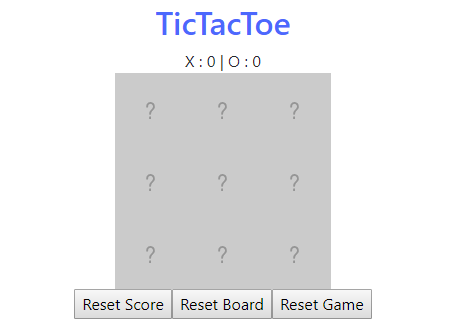 TicTacToe
X : 0 | O : 0
? ? ?
? ? ?
? ? ?
Reset Score Reset Board Reset Game